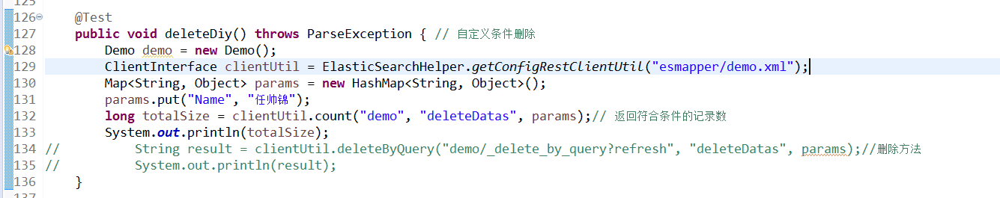 125
126 @Test
127 public void deleteDiy() throws ParseException { // 自定义条件删除
128 Demo demo = new Demo();
129 ClientInterface clientUtil = ElasticSearchHelper.getConfigRestClientUtil("esmapper/demo.xml");
130 Map<String, Object> params = new HashMap<String, Object>();
131 params.put("Name", "任帅锦");
132 long totalSize = clientUtil.count("demo", "deleteDatas", params);// 返回符合条件的记录数
133 System.out.println(totalSize);
134 // String result = clientUtil.deleteByQuery("demo/_delete_by_query?refresh", "deleteDatas", params);//删除方法
135 // System.out.println(result);
136 }
137